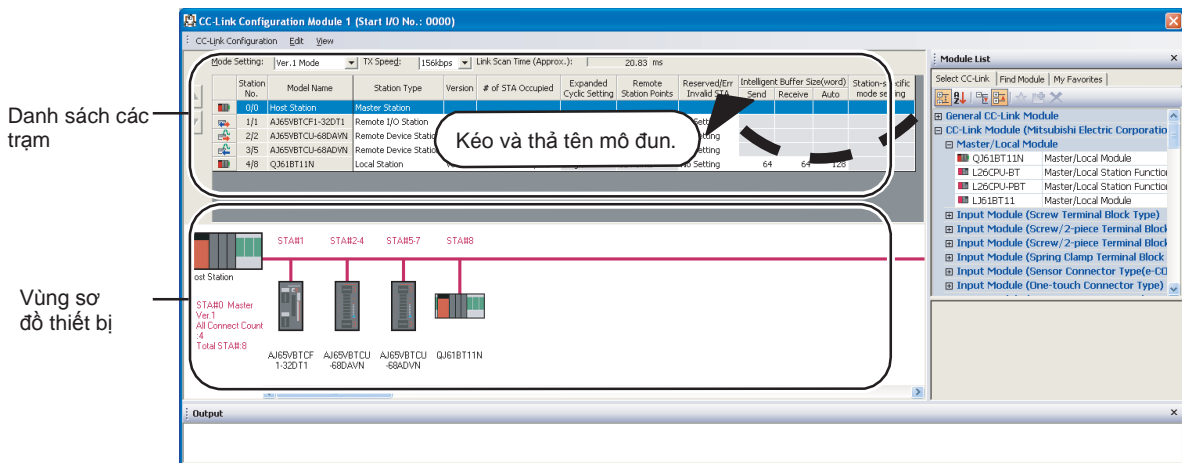 CC-Link Configuration Module 1 (Start I/O No.: 0000)
CC-Link Configuration Edit View
Mode Setting: Ver.1 Mode TX Speed: 156kbps Link Scan Time (Approx.): 20.83 ms
Station No. Model Name Station Type Version # of STA Occupied Expanded Cyclic Setting Remote Station Points Reserved/Err Invalid STA Intelligent Buffer Size(word) Send Receive Auto Station-s cific mode se ng
0/0 Host Station Master Station
1/1 AJ65VBTCF1-32DT1 Remote I/O Station
2/2 AJ65VBTCU-68DAVN Remote Device Statio
3/5 AJ65VBTCU-68ADVN Remote Device Statio etting
4/8 QJ61BT11N Local Station o Setting 64 64 128
Danh sách các
trạm
Kéo và thả tên mô đun.
Vùng sơ
đồ thiết bị
STA#1 STA#2-4 STA#5-7 STA#8
ost Station
STA#0 Master
Ver.1
All Connect Count
:4
Total STA#:8
AJ65VBTCF
1-32DT1
AJ65VBTCU
-68DAVN
AJ65VBTCU
-68ADVN
QJ61BT11N
Module List
Select CC-Link Find Module My Favorites
General CC-Link Module
CC-Link Module (Mitsubishi Electric Corporatio
Master/Local Module
QJ61BT11N Master/Local Module
L26CPU-BT Master/Local Station Function
L26CPU-PBT Master/Local Station Function
LJ61BT11 Master/Local Module
Input Module (Screw Terminal Block Type)
Input Module (Screw/2-piece Terminal Block
Input Module (Screw/2-piece Terminal Block
Input Module (Spring Clamp Terminal Block
Input Module (Sensor Connector Type(e-CO
Input Module (One-touch Connector Type)
Output